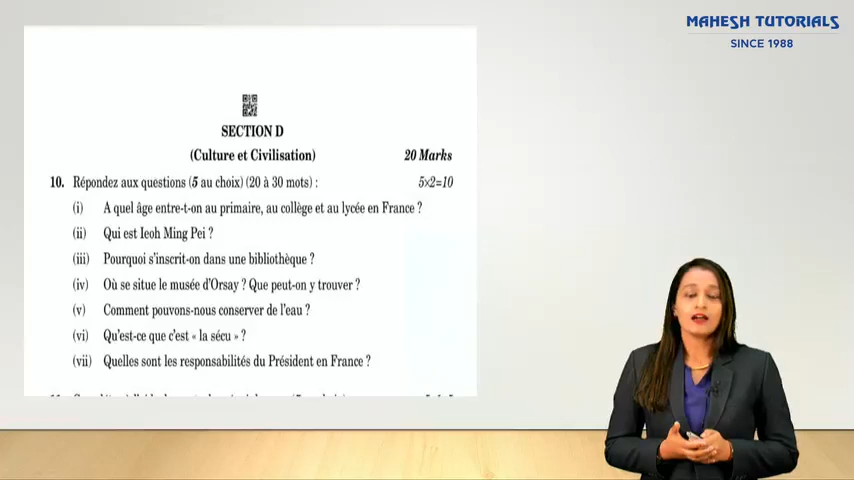 MAHESH TUTORIALS
SINCE 1988
SECTION D
(Culture et Civilisation) 20 Marks
10. Répondez aux questions (5 au choix) (20 à 30 mots) : 5×2=10
(i) A quel âge entre-t-on au primaire, au collège et au lycée en France ?
(ii) Qui est Ieoh Ming Pei ?
(iii) Pourquoi s'inscrit-on dans une bibliothèque ?
(iv) Où se situe le musée d'Orsay ? Que peut-on y trouver ?
(v) Comment pouvons-nous conserver de l'eau ?
(vi) Qu'est-ce que c'est « la sécu » ?
(vii) Quelles sont les responsabilités du Président en France ?